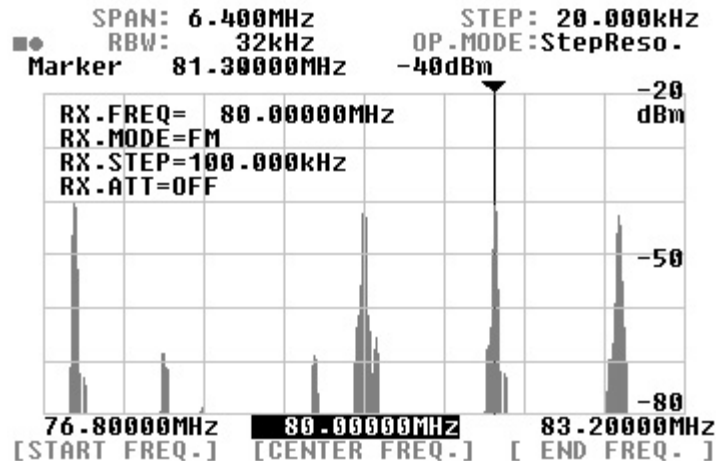 SPAN: 6.400MHz STEP: 20.000kHz
RBW: 32kHz OP.MODE:StepReso.
Marker 81.30000MHz -40dBm
-20
RX.FREQ= 80.00000MHz dBm
RX.MODE=FM
RX.STEP=100.000kHz
RX.ATT=OFF
-50
-80
76.80000MHz 80.00000MHz 83.20000MHz
[START FREQ.] [CENTER FREQ.] [ END FREQ. ]